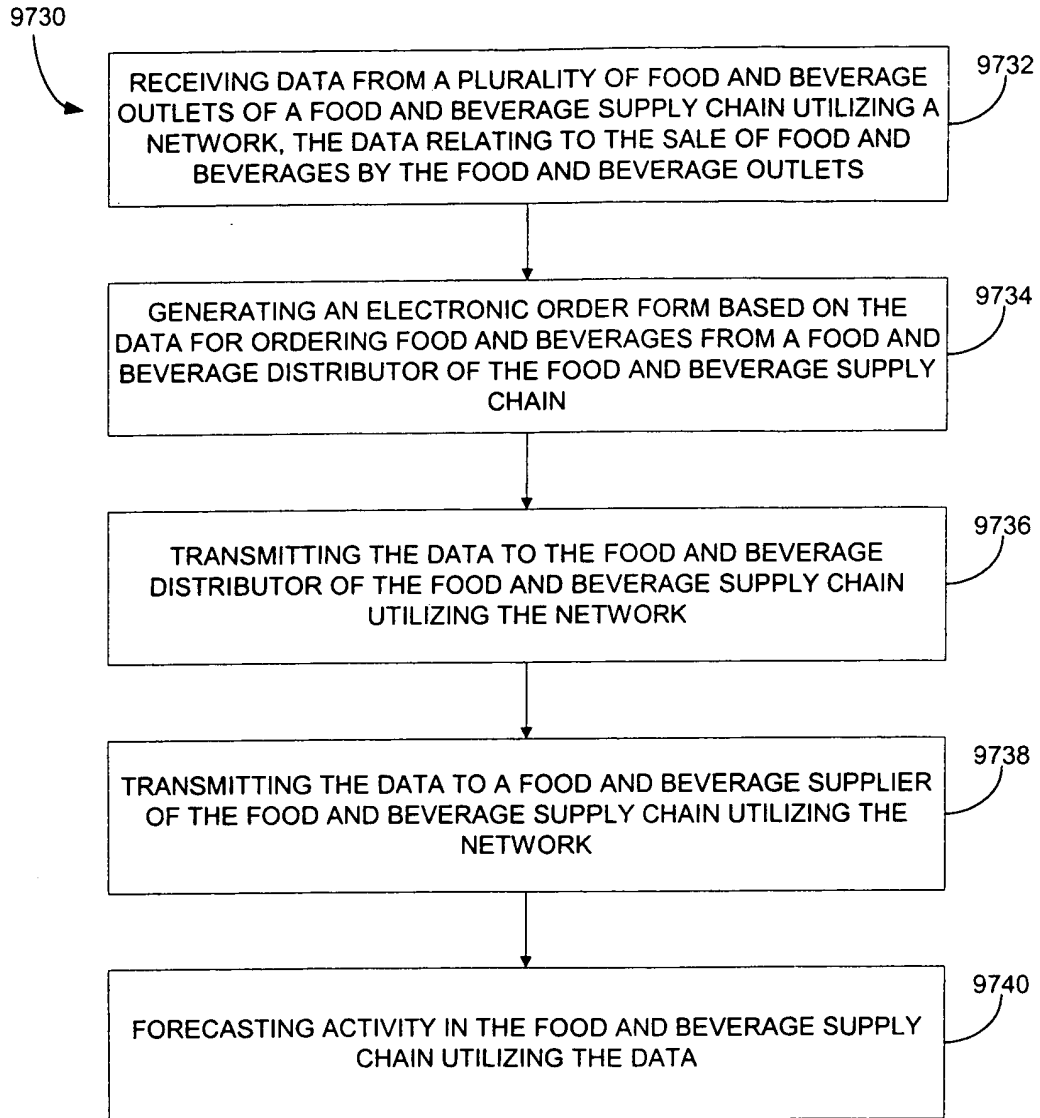 9730
RECEIVING DATA FROM A PLURALITY OF FOOD AND BEVERAGE
OUTLETS OF A FOOD AND BEVERAGE SUPPLY CHAIN UTILIZING A
NETWORK, THE DATA RELATING TO THE SALE OF FOOD AND
BEVERAGES BY THE FOOD AND BEVERAGE OUTLETS
9732
GENERATING AN ELECTRONIC ORDER FORM BASED ON THE
DATA FOR ORDERING FOOD AND BEVERAGES FROM A FOOD AND
BEVERAGE DISTRIBUTOR OF THE FOOD AND BEVERAGE SUPPLY
CHAIN
9734
TRANSMITTING THE DATA TO THE FOOD AND BEVERAGE
DISTRIBUTOR OF THE FOOD AND BEVERAGE SUPPLY CHAIN
UTILIZING THE NETWORK
9736
TRANSMITTING THE DATA TO A FOOD AND BEVERAGE SUPPLIER
OF THE FOOD AND BEVERAGE SUPPLY CHAIN UTILIZING THE
NETWORK
9738
FORECASTING ACTIVITY IN THE FOOD AND BEVERAGE SUPPLY
CHAIN UTILIZING THE DATA
9740